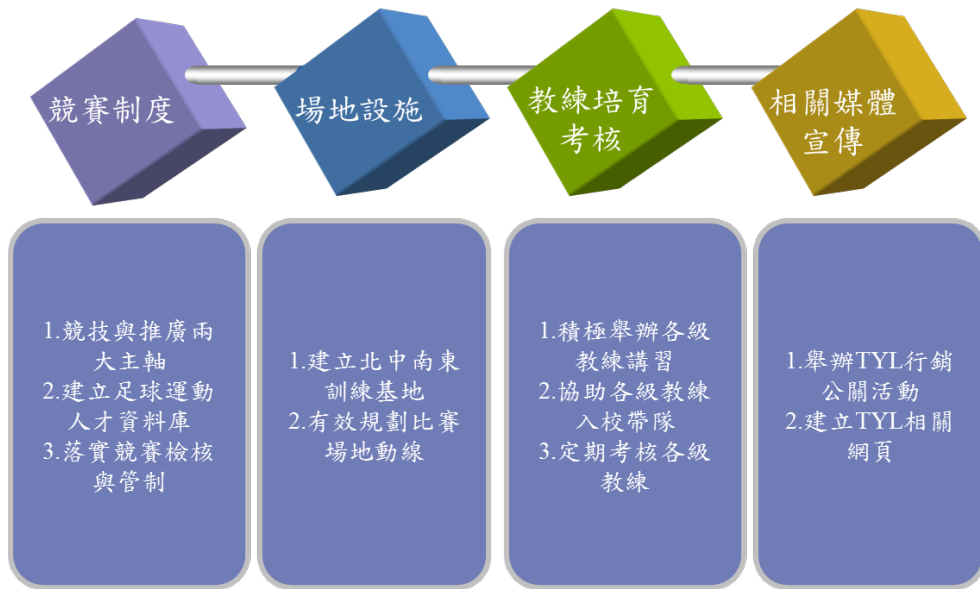 競賽制度
場地設施
教練培育
考核
相關媒體
宣傳
1.競技與推廣兩
大主軸
2.建立足球運動
人才資料庫
3.落實競賽檢核
與管制
1.建立北中南東
訓練基地
2.有效規劃比賽
場地動線
1.積極舉辦各級
教練講習
2.協助各級教練
入校帶隊
3.定期考核各級
教練
1.舉辦TYL行銷
公關活動
2.建立TYL相關
網頁